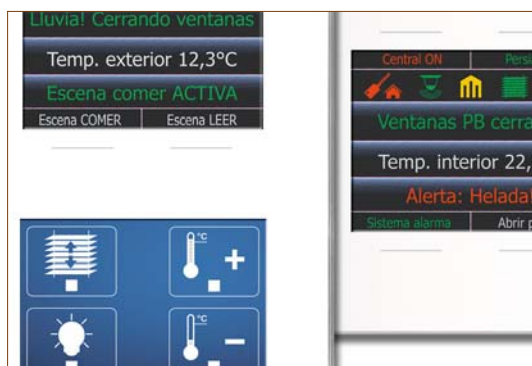 Lluvia! Cerrando ventanas
Temp. exterior 12,3°C
Escena comer ACTIVA
Escena COMER Escena LEER
°C
+
°C
-
Central ON
Ventanas PB
Temp. interior 22,
Alerta: Helada!
Sistema alarma Abrir